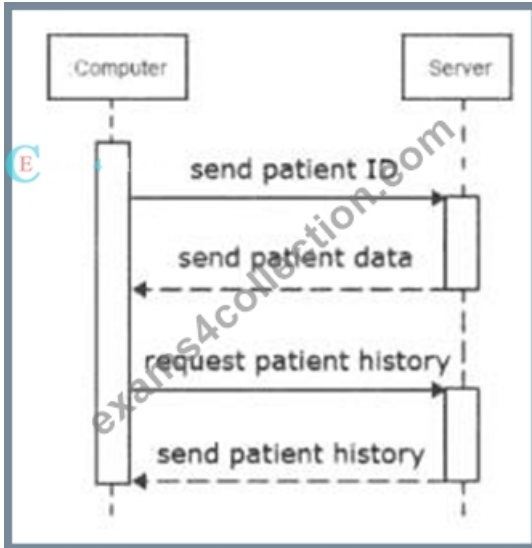 :Computer
:Server
C
E
send patient ID
send patient data
request patient history
send patient history
exams4collection.com